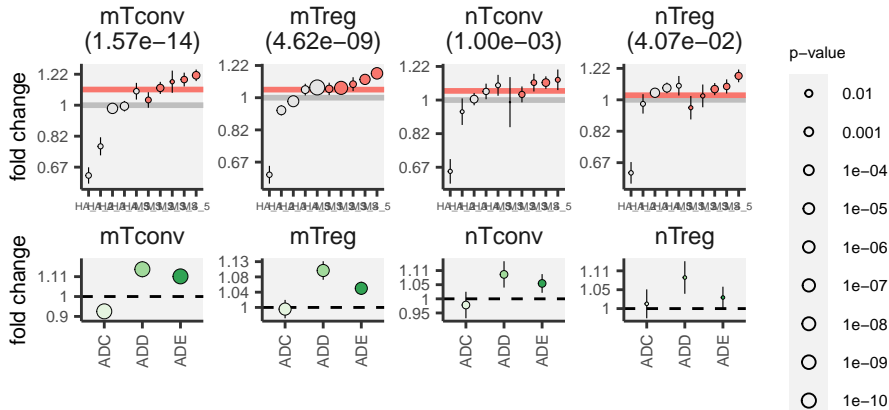 mTconv
(1.57e−14)
mTreg
(4.62e−09)
nTconv
(1.00e−03)
nTreg
(4.07e−02)
fold change
1.22
1
0.82
0.67
1.22
1
0.82
0.67
1.22
1
0.82
0.67
1.22
1
0.82
0.67
mTconv
mTreg
nTconv
nTreg
fold change
1.11
1
0.9
1.13
1.08
1.04
1
1.11
1.05
1
0.95
1.11
1.05
1
ADC
ADD
ADE
ADC
ADD
ADE
ADC
ADD
ADE
ADC
ADD
ADE
p−value
0.01
0.001
1e−04
1e−05
1e−06
1e−07
1e−08
1e−09
1e−10